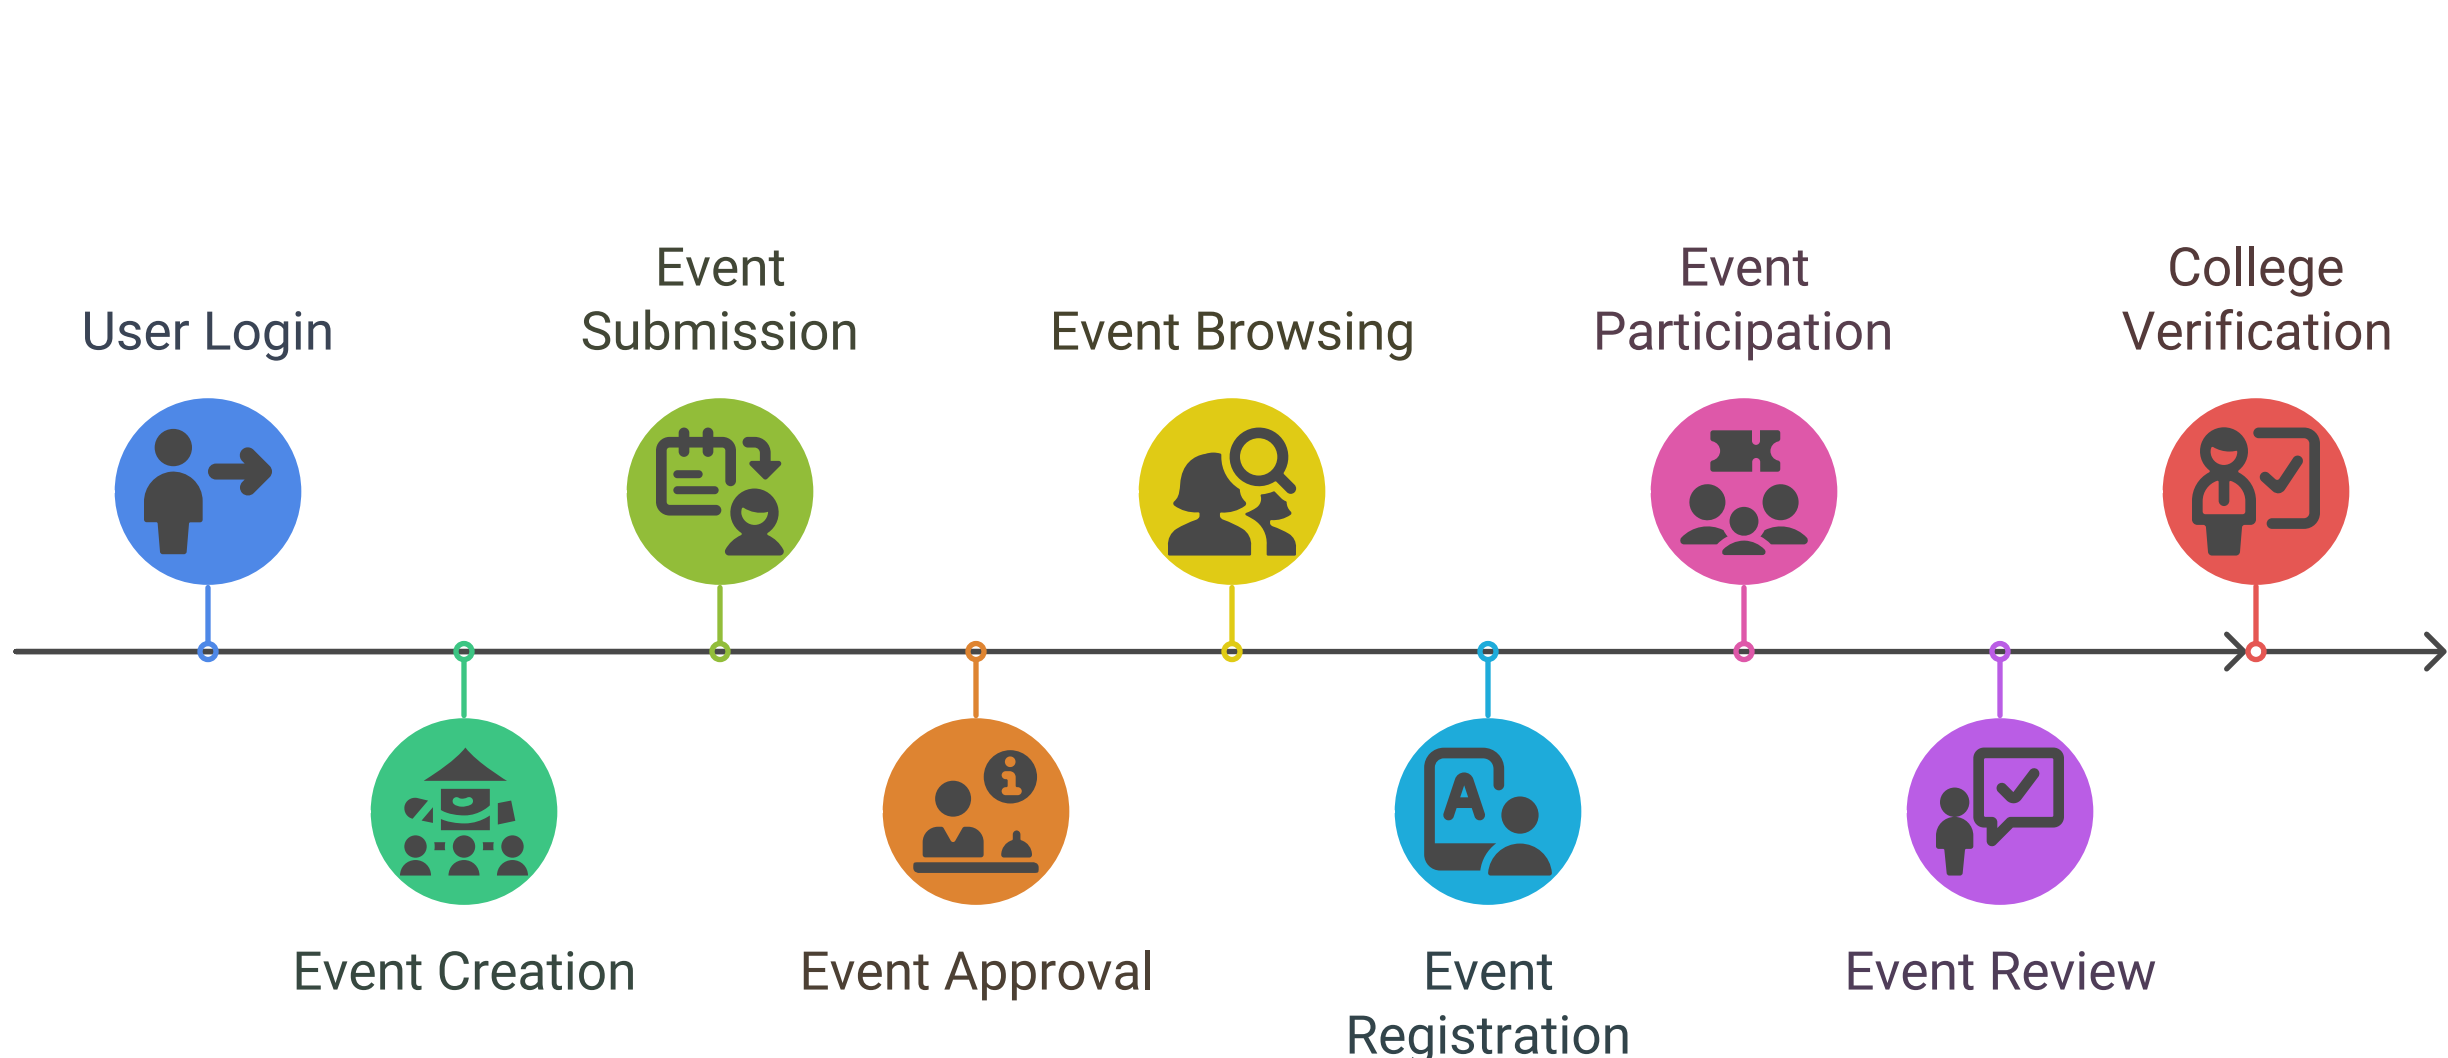 User Login
Event
Submission
Event Browsing
Event
Participation
College
Verification
Event Creation
Event Approval
Event
Registration
Event Review
A
i